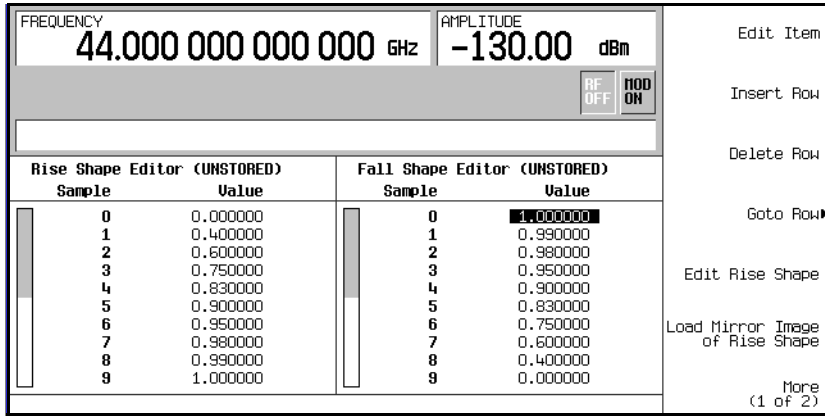 FREQUENCY
44.000 000 000 000 GHz
AMPLITUDE
-130.00 dBm
RF OFF
MOD ON
Rise Shape Editor (UNSTORED)
Sample Value
0 0.000000
1 0.400000
2 0.600000
3 0.750000
4 0.830000
5 0.900000
6 0.950000
7 0.980000
8 0.990000
9 1.000000
Fall Shape Editor (UNSTORED)
Sample Value
0 1.000000
1 0.990000
2 0.980000
3 0.950000
4 0.900000
5 0.830000
6 0.750000
7 0.600000
8 0.400000
9 0.000000
Edit Item
Insert Row
Delete Row
Goto Row
Edit Rise Shape
Load Mirror Image
of Rise Shape
More
(1 of 2)